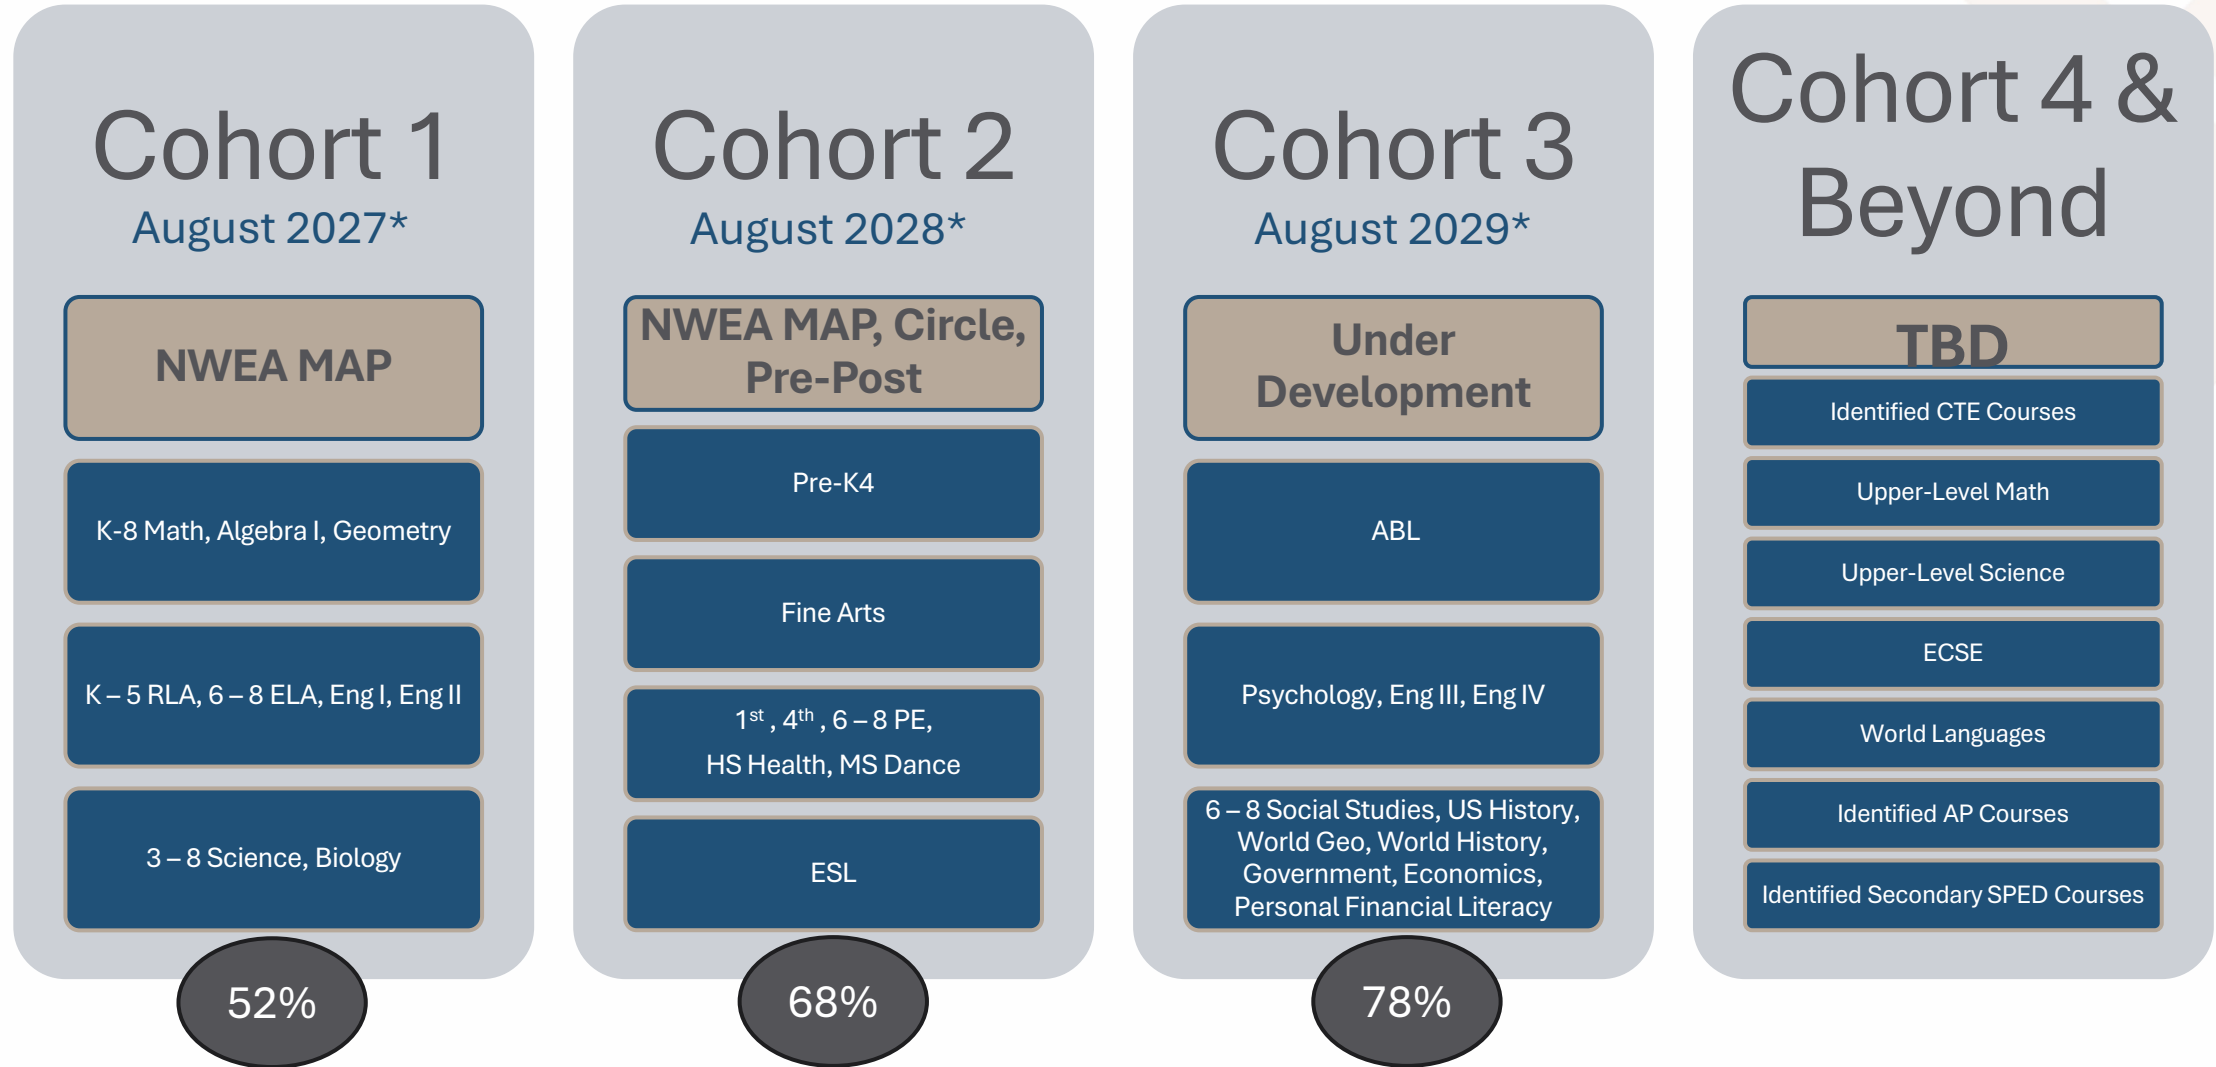 Cohort 1
August 2027*
NWEA MAP
K-8 Math, Algebra I, Geometry
K – 5 RLA, 6 – 8 ELA, Eng I, Eng II
3 – 8 Science, Biology
52%
Cohort 2
August 2028*
NWEA MAP, Circle,
Pre-Post
Pre-K4
Fine Arts
1st , 4th , 6 – 8 PE,
HS Health, MS Dance
ESL
68%
Cohort 3
August 2029*
Under
Development
ABL
Psychology, Eng III, Eng IV
6 – 8 Social Studies, US History,
World Geo, World History,
Government, Economics,
Personal Financial Literacy
78%
Cohort 4 &
Beyond
TBD
Identified CTE Courses
Upper-Level Math
Upper-Level Science
ECSE
World Languages
Identified AP Courses
Identified Secondary SPED Courses